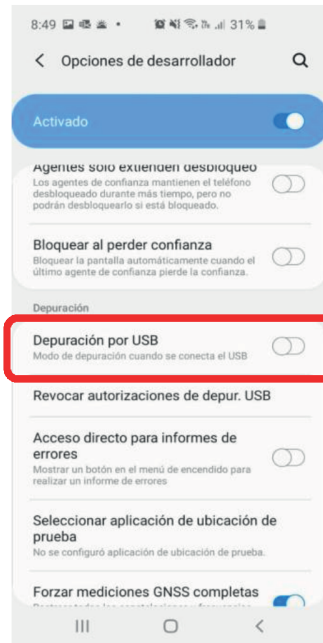 8:49
31%
Opciones de desarrollador
Activado
Agentes solo extienden desbloqueo
Los agentes de confianza mantienen el teléfono
desbloqueado durante más tiempo, pero no
podrán desbloquearlo si está bloqueado.
Bloquear al perder confianza
Bloquear la pantalla automáticamente cuando el
último agente de confianza pierde la confianza.
Depuración
Depuración por USB
Modo de depuración cuando se conecta el USB
Revocar autorizaciones de depur. USB
Acceso directo para informes de
errores
Mostrar un botón en el menú de encendido para
realizar un informe de errores
Seleccionar aplicación de ubicación de
prueba
No se configuró aplicación de ubicación de prueba.
Forzar mediciones GNSS completas